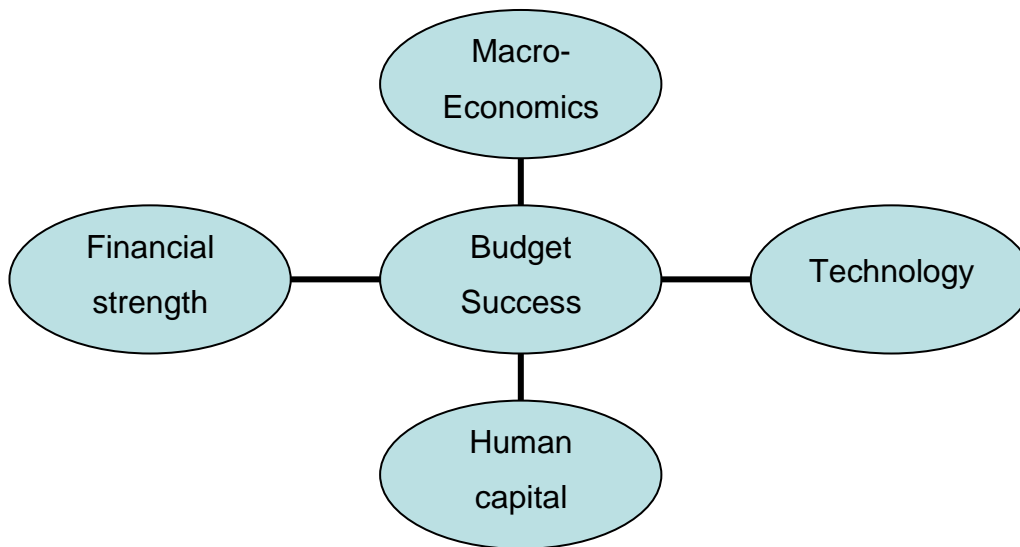 Macro-
Economics
Financial
strength
Budget
Success
Technology
Human
capital